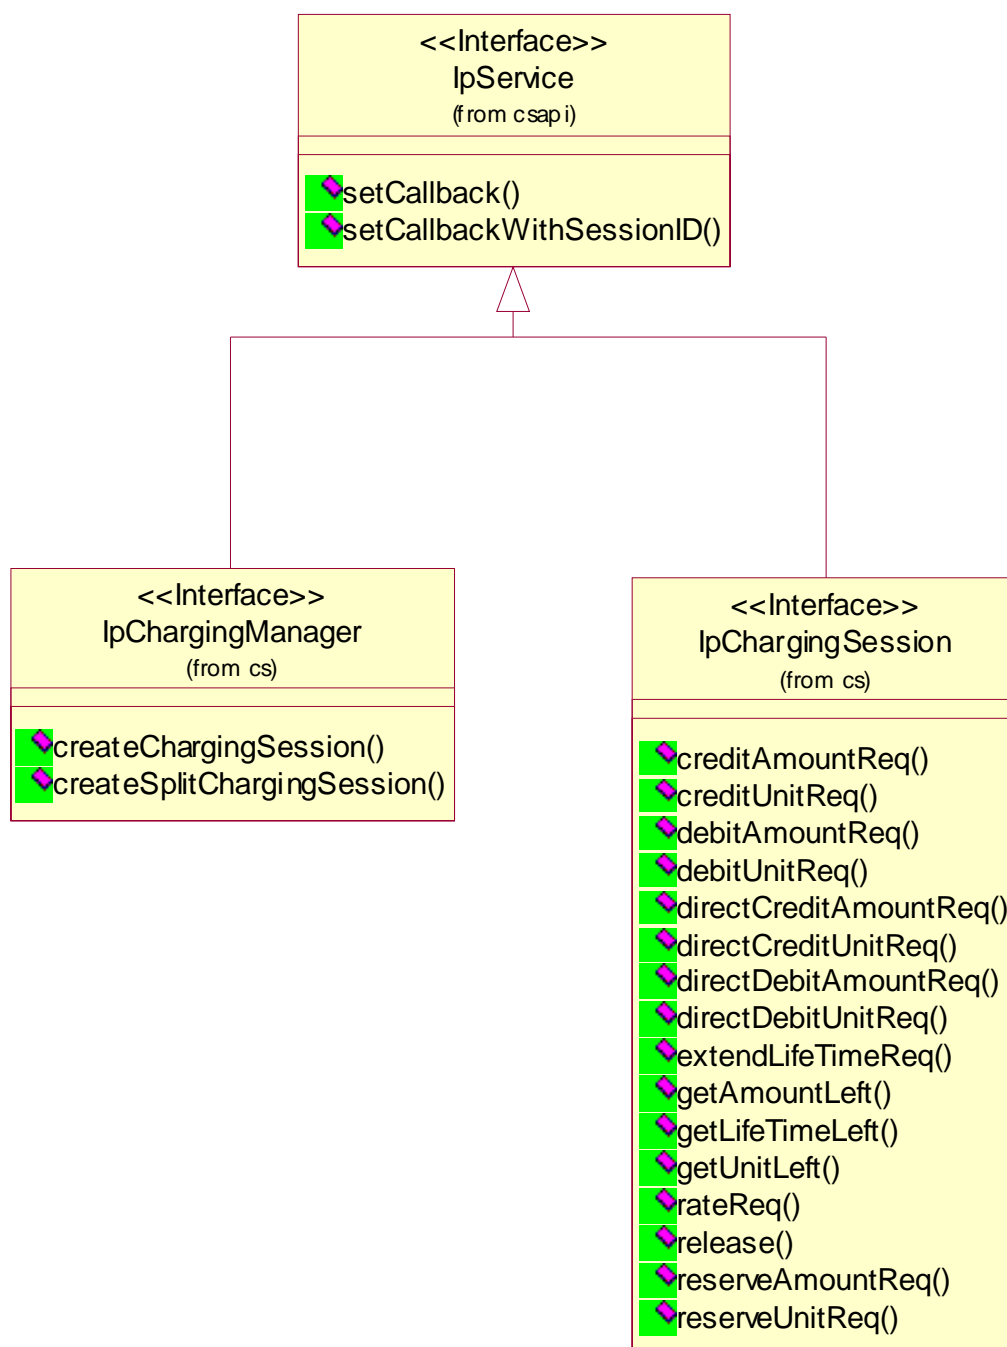 <<Interface>>
IpService
(from csapi)
setCallback()
setCallbackWithSessionID()
<<Interface>>
IpChargingManager
(from cs)
createChargingSession()
createSplitChargingSession()
<<Interface>>
IpChargingSession
(from cs)
creditAmountReq()
creditUnitReq()
debitAmountReq()
debitUnitReq()
directCreditAmountReq()
directCreditUnitReq()
directDebitAmountReq()
directDebitUnitReq()
extendLifeTimeReq()
getAmountLeft()
getLifeTimeLeft()
getUnitLeft()
rateReq()
release()
reserveAmountReq()
reserveUnitReq()